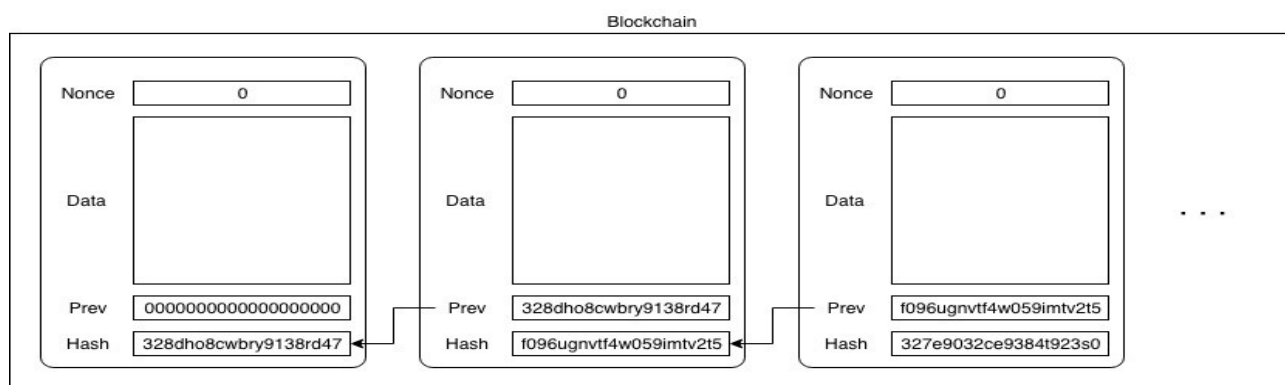 Blockchain
Nonce 0
Data
Prev 00000000000000000000
Hash 328dho8cwbry9138rd47
Nonce 0
Data
Prev 328dho8cwbry9138rd47
Hash f096ugnvtf4w059imtv2t5
Nonce 0
Data
Prev f096ugnvtf4w059imtv2t5
Hash 327e9032ce9384t923s0
. . .